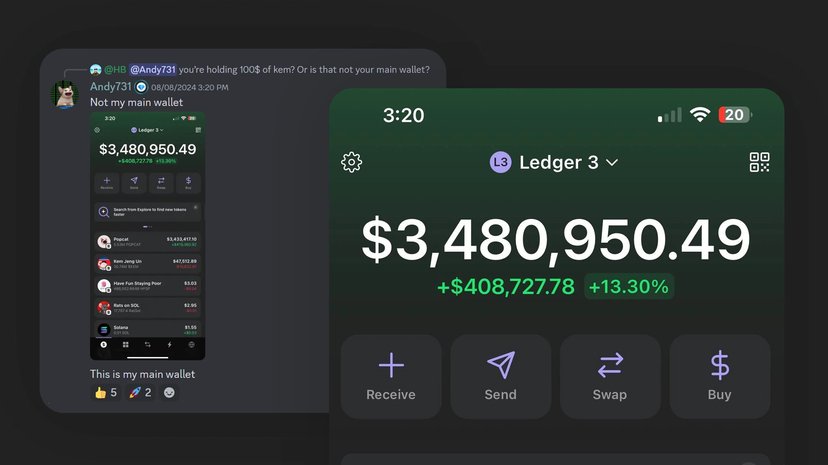 @HB @Andy731 you're holding 100$ of kem? Or is that not your main wallet?
Andy731 08/08/2024 3:20 PM
Not my main wallet
3:20
Ledger 3
$3,480,950.49
+$408,727.78 +13.30%
Receive Send Swap Buy
Search from Explore to find new tokens
faster
Popcat $3,433,417.10
POPCAT
Kem Jeng Un $47,512.89
Have Fun Staying Poor $3.03
Rats on SOL $2.95
Solana $1.55
This is my main wallet
5 2
3:20 20
L3 Ledger 3
$3,480,950.49
+$408,727.78 +13.30%
Receive Send Swap Buy